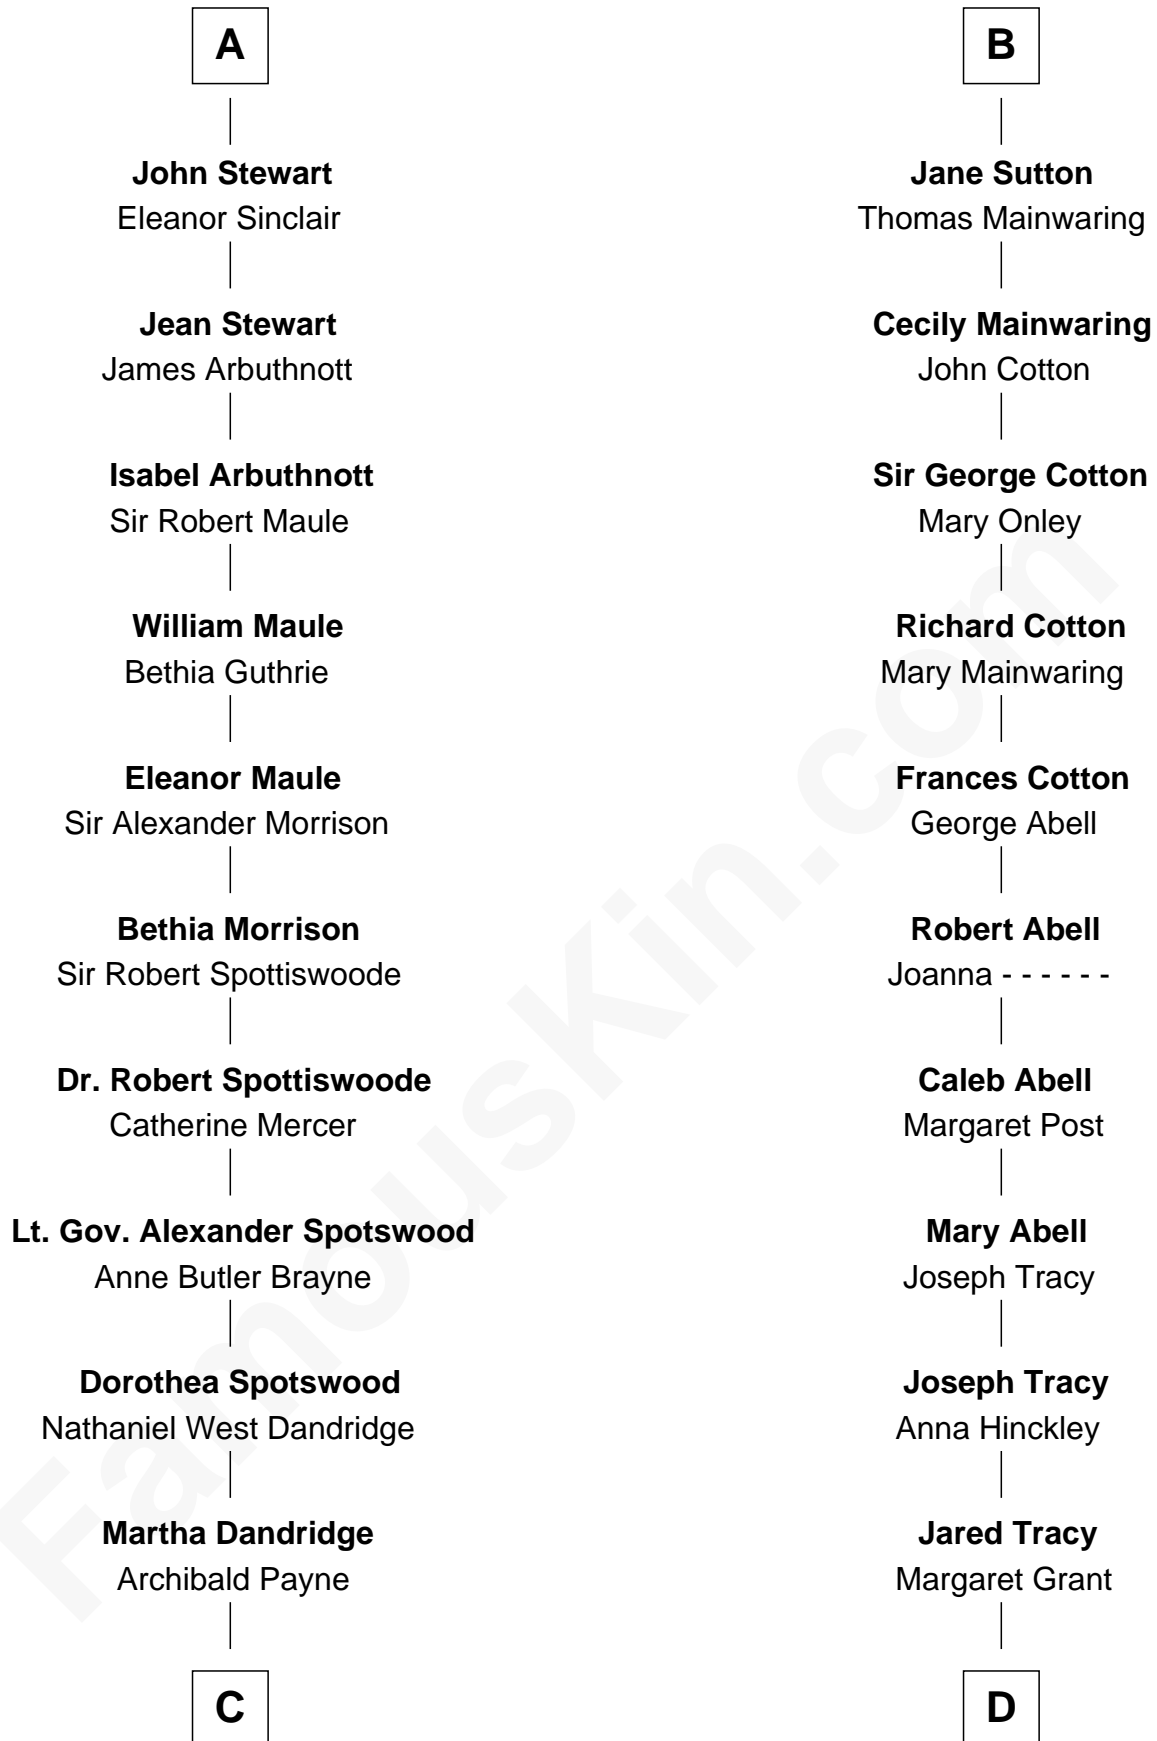 A
John Stewart
Eleanor Sinclair
Jean Stewart
James Arbuthnott
Isabel Arbuthnott
Sir Robert Maule
William Maule
Bethia Guthrie
Eleanor Maule
Sir Alexander Morrison
Bethia Morrison
Sir Robert Spottiswoode
Dr. Robert Spottiswoode
Catherine Mercer
Lt. Gov. Alexander Spotswood
Anne Butler Brayne
Dorothea Spotswood
Nathaniel West Dandridge
Martha Dandridge
Archibald Payne
C
B
Jane Sutton
Thomas Mainwaring
Cecily Mainwaring
John Cotton
Sir George Cotton
Mary Onley
Richard Cotton
Mary Mainwaring
Frances Cotton
George Abell
Robert Abell
Joanna - - - - - -
Caleb Abell
Margaret Post
Mary Abell
Joseph Tracy
Joseph Tracy
Anna Hinckley
Jared Tracy
Margaret Grant
D
FamousKin.com